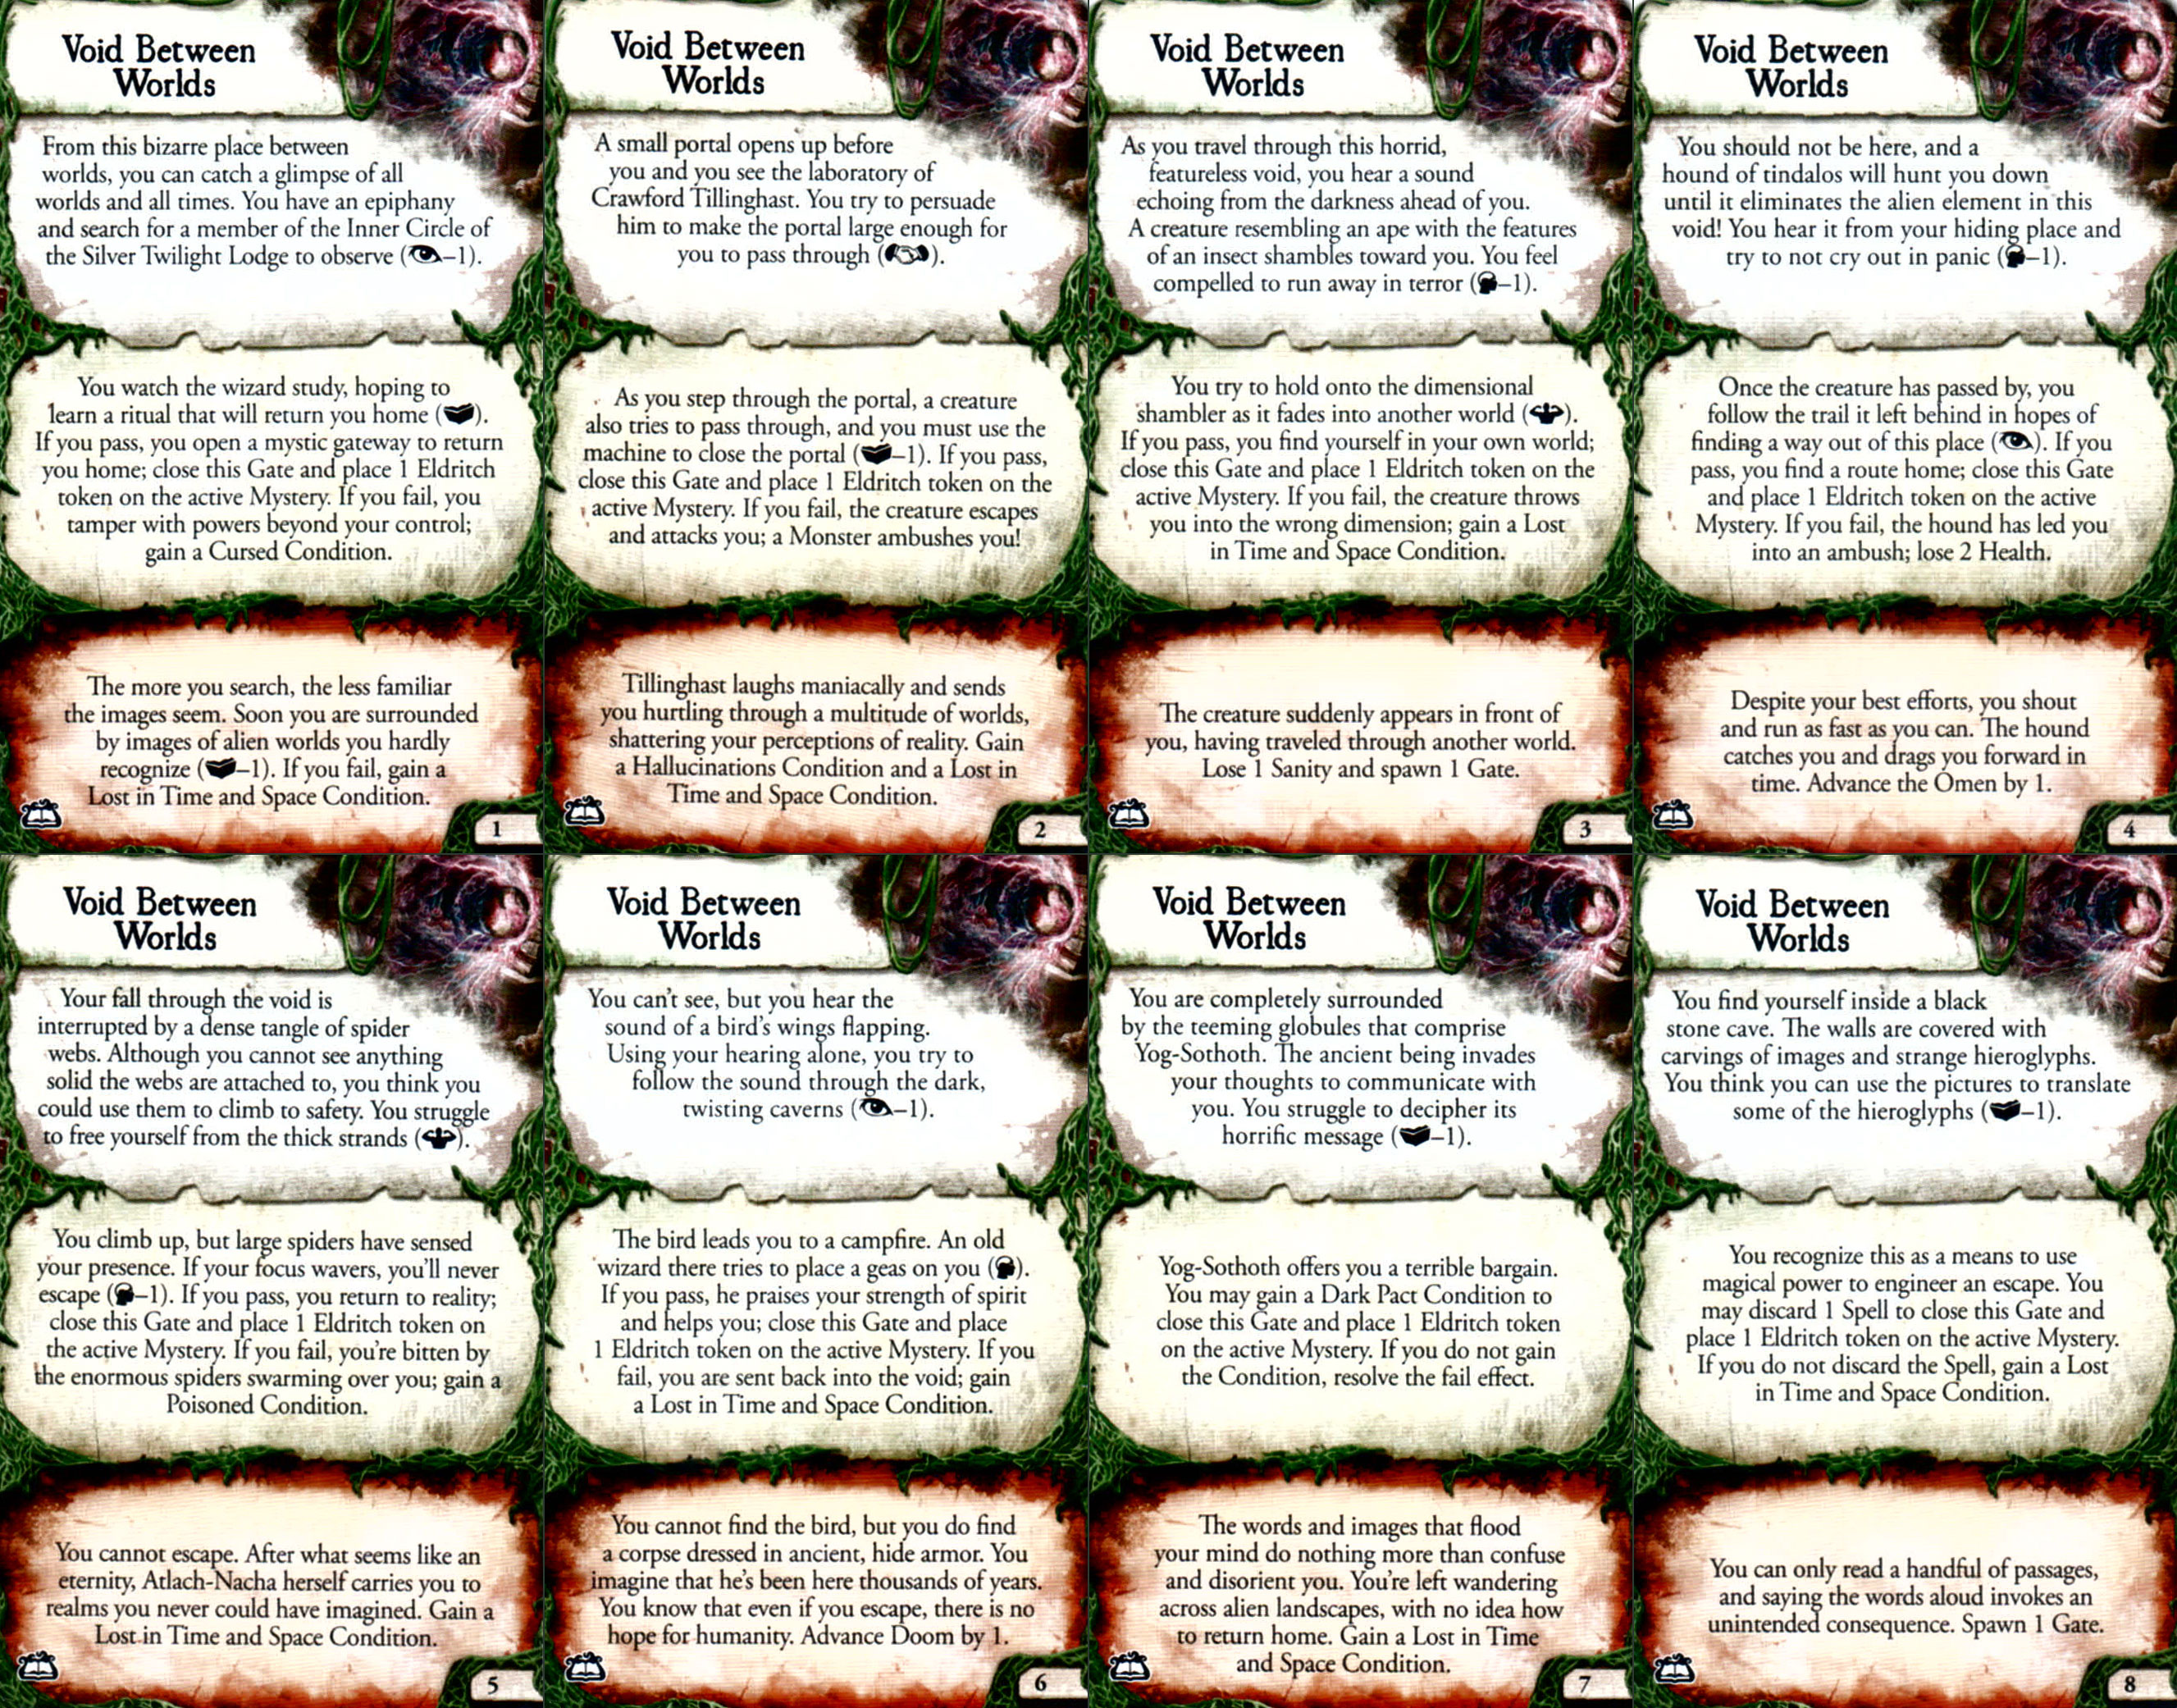 Void Between
Worlds
From this bizarre place between
worlds, you can catch a glimpse of all
worlds and all times. You have an epiphany
and search for a member of the Inner Circle of
the Silver Twilight Lodge to observe (–1).
You watch the wizard study, hoping to
learn a ritual that will return you home ().
If you pass, you open a mystic gateway to return
you home; close this Gate and place 1 Eldritch
token on the active Mystery. If you fail, you
tamper with powers beyond your control;
gain a Cursed Condition.
The more you search, the less familiar
the images seem. Soon you are surrounded
by images of alien worlds you hardly
recognize (–1). If you fail, gain a
Lost in Time and Space Condition.
1
Void Between
Worlds
A small portal opens up before
you and you see the laboratory of
Crawford Tillinghast. You try to persuade
him to make the portal large enough for
you to pass through ().
As you step through the portal, a creature
also tries to pass through, and you must use the
machine to close the portal (–1). If you pass,
close this Gate and place 1 Eldritch token on the
active Mystery. If you fail, the creature escapes
and attacks you; a Monster ambushes you!
Tillinghast laughs maniacally and sends
you hurtling through a multitude of worlds,
shattering your perceptions of reality. Gain
a Hallucinations Condition and a Lost in
Time and Space Condition.
2
Void Between
Worlds
As you travel through this horrid,
featureless void, you hear a sound
echoing from the darkness ahead of you.
A creature resembling an ape with the features
of an insect shambles toward you. You feel
compelled to run away in terror (–1).
You try to hold onto the dimensional
shambler as it fades into another world ().
If you pass, you find yourself in your own world;
close this Gate and place 1 Eldritch token on the
active Mystery. If you fail, the creature throws
you into the wrong dimension; gain a Lost
in Time and Space Condition.
The creature suddenly appears in front of
you, having traveled through another world.
Lose 1 Sanity and spawn 1 Gate.
3
Void Between
Worlds
You should not be here, and a
hound of tindalos will hunt you down
until it eliminates the alien element in this
void! You hear it from your hiding place and
try to not cry out in panic (–1).
Once the creature has passed by, you
follow the trail it left behind in hopes of
finding a way out of this place (). If you
pass, you find a route home; close this Gate
and place 1 Eldritch token on the active
Mystery. If you fail, the hound has led you
into an ambush; lose 2 Health.
Despite your best efforts, you shout
and run as fast as you can. The hound
catches you and drags you forward in
time. Advance the Omen by 1.
4
Void Between
Worlds
Your fall through the void is
interrupted by a dense tangle of spider
webs. Although you cannot see anything
solid the webs are attached to, you think you
could use them to climb to safety. You struggle
to free yourself from the thick strands ().
You climb up, but large spiders have sensed
your presence. If your focus wavers, you'll never
escape (–1). If you pass, you return to reality;
close this Gate and place 1 Eldritch token on
the active Mystery. If you fail, you're bitten by
the enormous spiders swarming over you; gain a
Poisoned Condition.
You cannot escape. After what seems like an
eternity, Atlach-Nacha herself carries you to
realms you never could have imagined. Gain a
Lost in Time and Space Condition.
5
Void Between
Worlds
You can't see, but you hear the
sound of a bird's wings flapping.
Using your hearing alone, you try to
follow the sound through the dark,
twisting caverns (–1).
The bird leads you to a campfire. An old
wizard there tries to place a geas on you ().
If you pass, he praises your strength of spirit
and helps you; close this Gate and place
1 Eldritch token on the active Mystery. If you
fail, you are sent back into the void; gain
a Lost in Time and Space Condition.
You cannot find the bird, but you do find
a corpse dressed in ancient, hide armor. You
imagine that he's been here thousands of years.
You know that even if you escape, there is no
hope for humanity. Advance Doom by 1.
6
Void Between
Worlds
You are completely surrounded
by the teeming globules that comprise
Yog-Sothoth. The ancient being invades
your thoughts to communicate with
you. You struggle to decipher its
horrific message (–1).
Yog-Sothoth offers you a terrible bargain.
You may gain a Dark Pact Condition to
close this Gate and place 1 Eldritch token
on the active Mystery. If you do not gain
the Condition, resolve the fail effect.
The words and images that flood
your mind do nothing more than confuse
and disorient you. You're left wandering
across alien landscapes, with no idea how
to return home. Gain a Lost in Time
and Space Condition.
7
Void Between
Worlds
You find yourself inside a black
stone cave. The walls are covered with
carvings of images and strange hieroglyphs.
You think you can use the pictures to translate
some of the hieroglyphs (–1).
You recognize this as a means to use
magical power to engineer an escape. You
may discard 1 Spell to close this Gate and
place 1 Eldritch token on the active Mystery.
If you do not discard the Spell, gain a Lost
in Time and Space Condition.
You can only read a handful of passages,
and saying the words aloud invokes an
unintended consequence. Spawn 1 Gate.
8